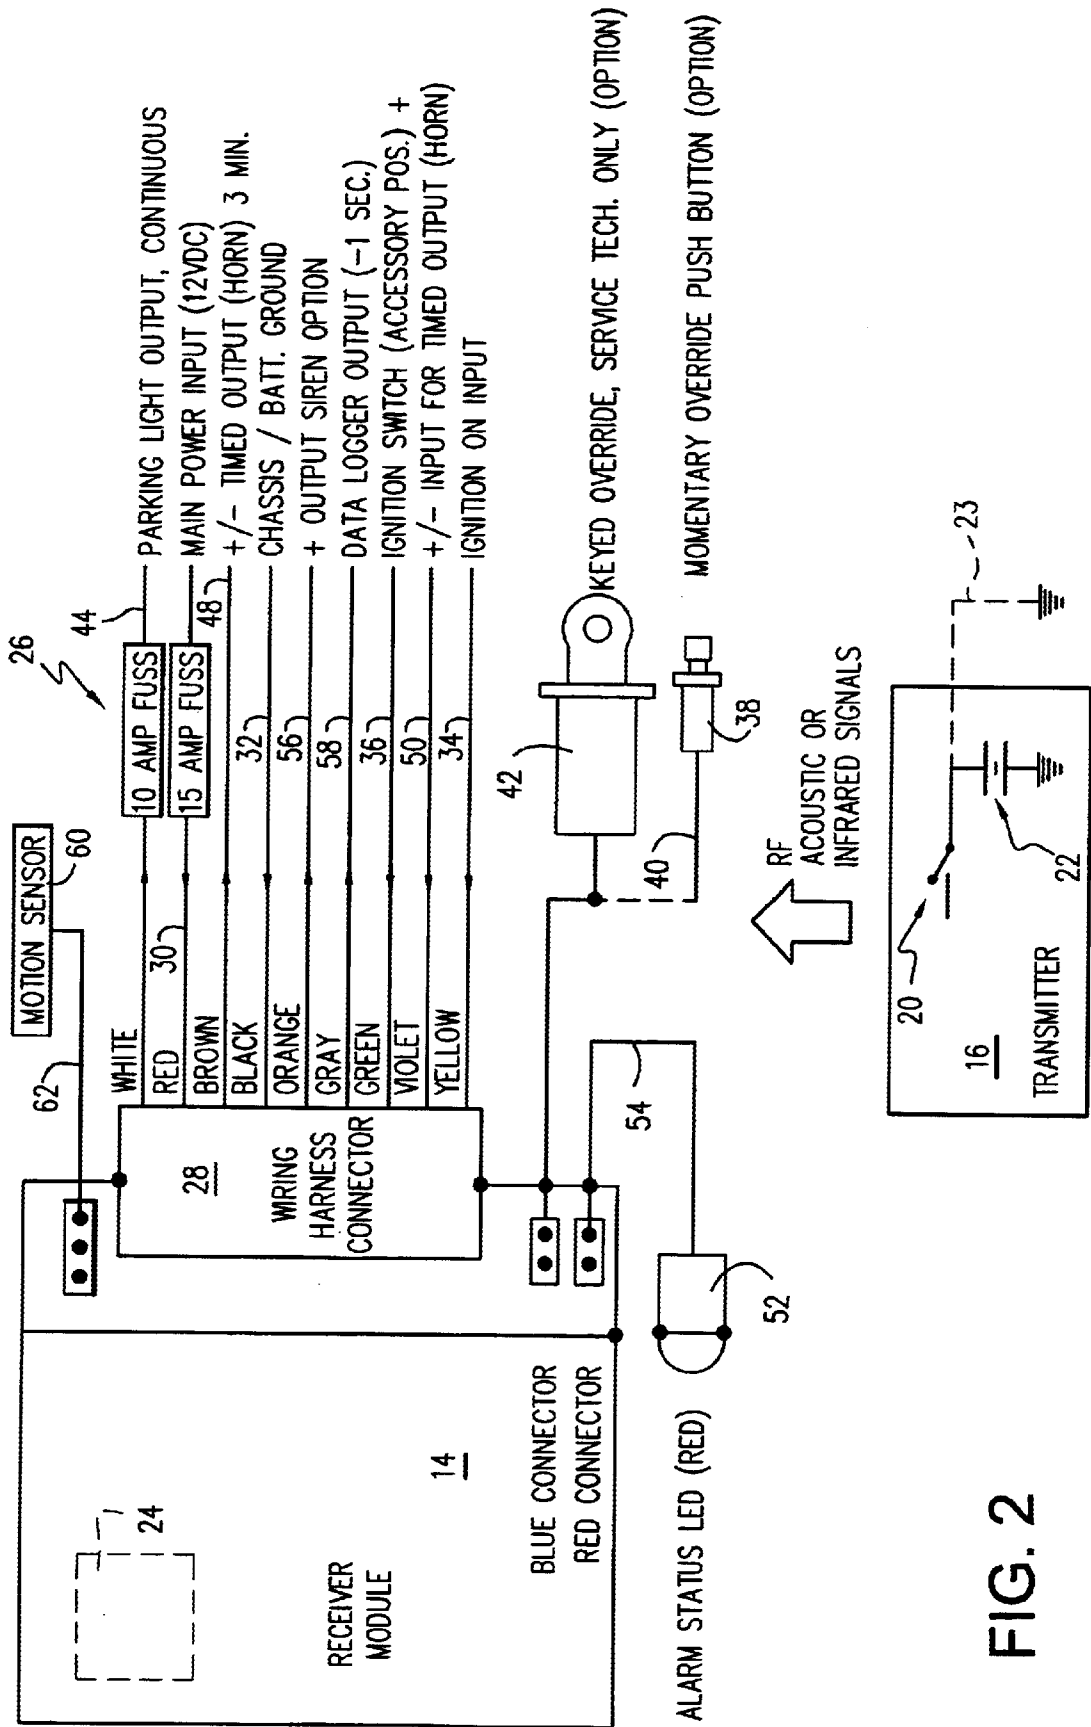 MOTION SENSOR
60
62
26
WHITE
10 AMP FUSS
44
PARKING LIGHT OUTPUT, CONTINUOUS
RED
30
15 AMP FUSS
MAIN POWER INPUT (12VDC)
BROWN
48
+/- TIMED OUTPUT (HORN) 3 MIN.
BLACK
32
CHASSIS / BATT. GROUND
ORANGE
56
+ OUTPUT SIREN OPTION
GRAY
58
DATA LOGGER OUTPUT (-1 SEC.)
GREEN
36
IGNITION SWITCH (ACCESSORY POS.) +
VIOLET
50
+/- INPUT FOR TIMED OUTPUT (HORN)
YELLOW
34
IGNITION ON INPUT
28
WIRING
HARNESS
CONNECTOR
24
RECEIVER
MODULE
14
BLUE CONNECTOR
RED CONNECTOR
42
KEYED OVERRIDE, SERVICE TECH. ONLY (OPTION)
40
38
MOMENTARY OVERRIDE PUSH BUTTON (OPTION)
54
52
ALARM STATUS LED (RED)
RF
ACOUSTIC OR
INFRARED SIGNALS
20
22
23
16
TRANSMITTER
FIG. 2